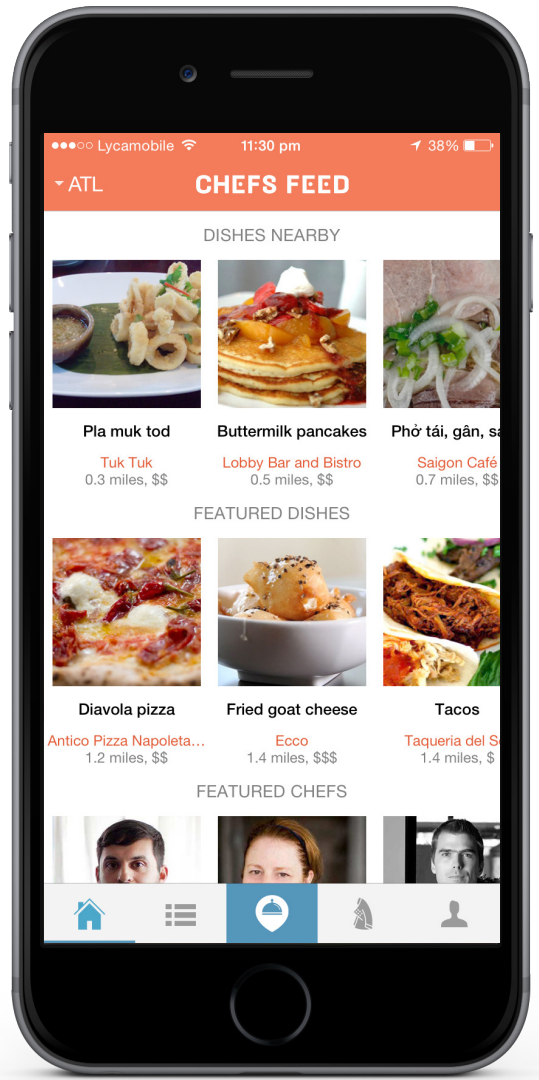 Lycamobile 11:30 pm 38%
ATL CHEFS FEED
DISHES NEARBY
Pla muk tod Buttermilk pancakes Phở tái, gân, sa
Tuk Tuk Lobby Bar and Bistro Saigon Café
0.3 miles, $$ 0.5 miles, $$ 0.7 miles, $$
FEATURED DISHES
Diavola pizza Fried goat cheese Tacos
Antico Pizza Napoleta… Ecco Taqueria del S
1.2 miles, $$ 1.4 miles, $$$ 1.4 miles, $
FEATURED CHEFS